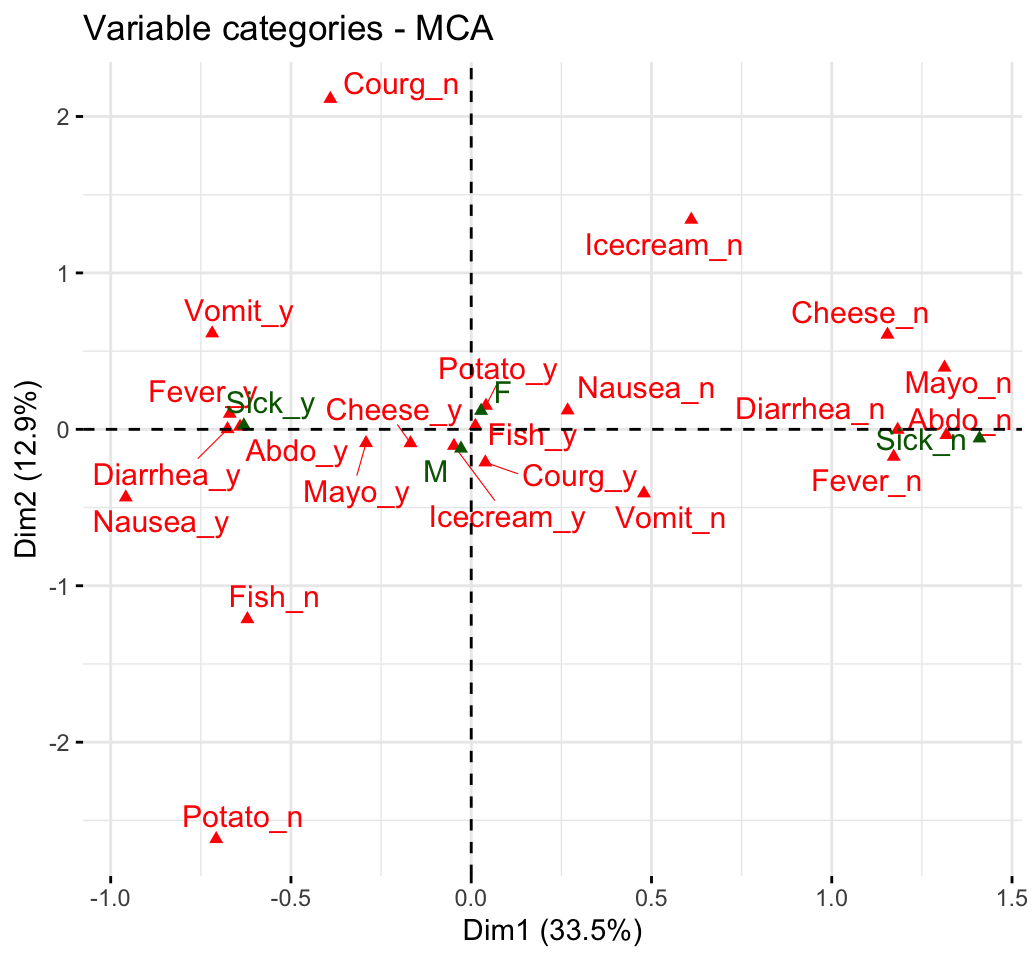 Variable categories - MCA
Courg_n
2
Icecream_n
1
Vomit_y
Cheese_n
Potato_y
Fever_y
F
Nausea_n
Mayo_n
Sick_y
Cheese_y
Diarrhea_n
Abdo_n
0
Fish_y
Sick_n
Abdo_y
Diarrhea_y
M
Courg_y
Fever_n
Mayo_y
Nausea_y
Icecream_y
Vomit_n
Dim2 (12.9%)
-1
Fish_n
-2
Potato_n
-1.0 -0.5 0.0 0.5 1.0 1.5
Dim1 (33.5%)